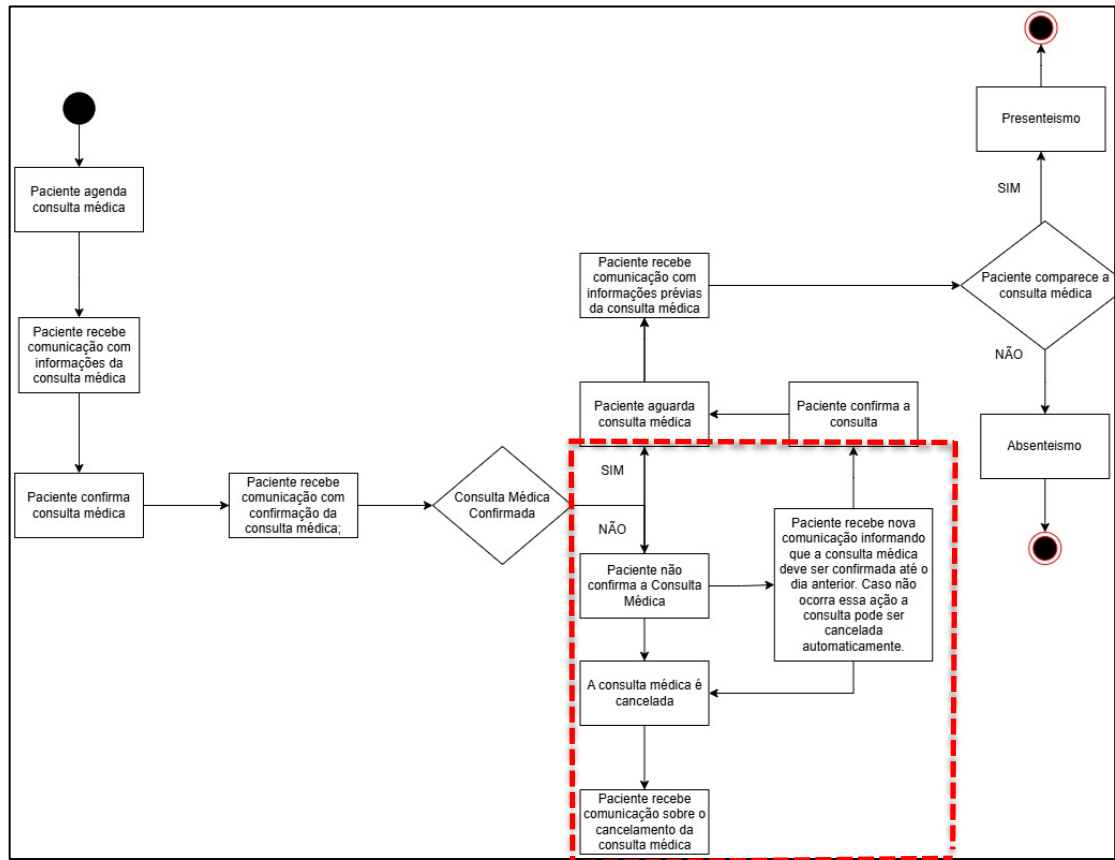 Paciente agenda
consulta médica
Paciente recebe
comunicação com
informações da
consulta médica
Paciente confirma
consulta médica
Paciente recebe
comunicação com
confirmação da
consulta médica;
Consulta Médica
Confirmada
SIM
NÃO
Paciente aguarda
consulta médica
Paciente recebe
comunicação com
informações prévias
da consulta médica
Paciente não
confirma a Consulta
Médica
Paciente recebe nova
comunicação informando
que a consulta médica
deve ser confirmada até o
dia anterior. Caso não
ocorra essa ação a
consulta pode ser
cancelada
automaticamente.
Paciente confirma a
consulta
A consulta médica é
cancelada
Paciente recebe
comunicação sobre o
cancelamento da
consulta médica
Paciente comparece a
consulta médica
SIM
Presenteismo
NÃO
Absenteismo